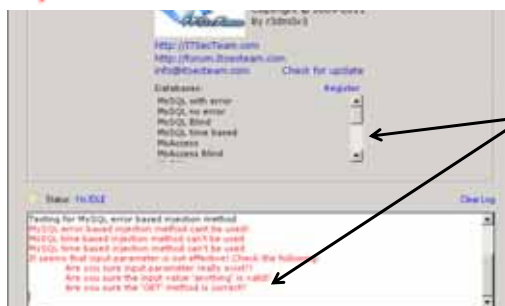 Copyright © 2009-2011
By r3dm0v3
http://ITSecTeam.com
http://forum.itsecteam.com
info@itsecteam.com Check for update
Databases: Register
MySQL with error
MySQL no error
MySQL Blind
MySQL time based
MsAccess
MsAccess Blind
Status: I'm IDLE Clear Log
Testing for MySQL error based injection method
MySQL error based injection method cant be used!
MySQL time based injection method can't be used!
MySQL time based injection method can't be used!
It seems that input parameter is not effective! Check the following:
Are you sure input parameter really exist?!
Are you sure the input value 'anything' is valid?
Are you sure the 'GET' method is correct?